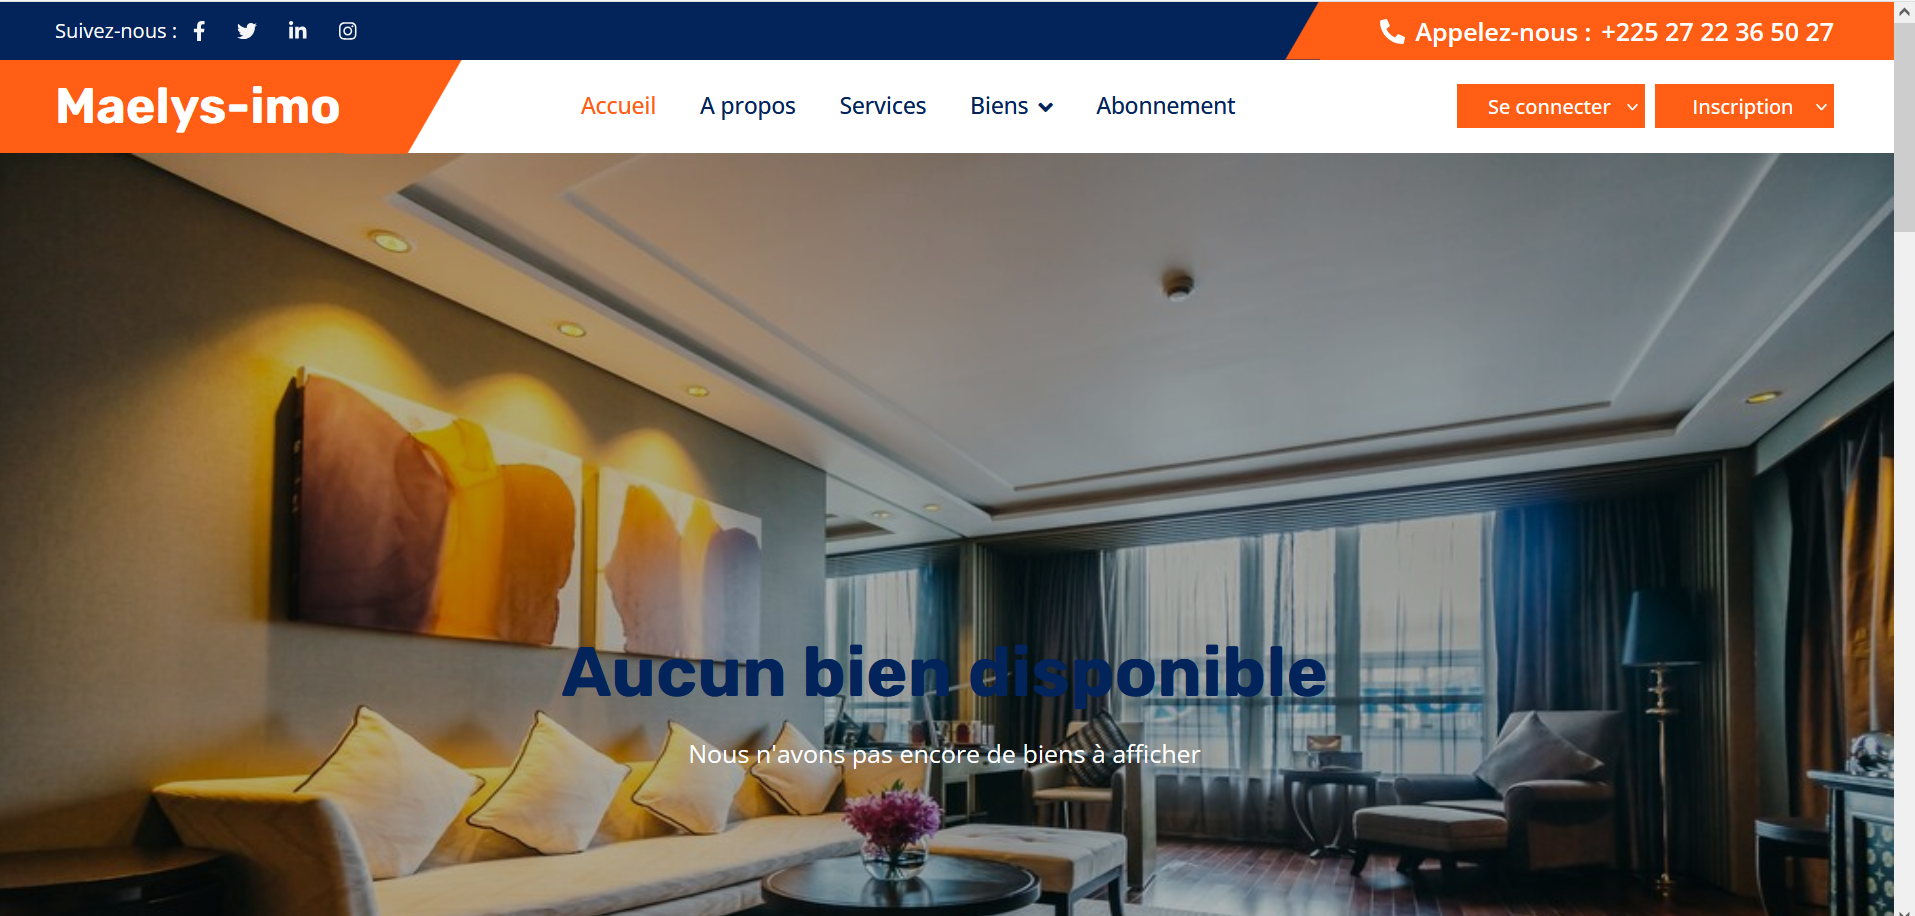 Suivez-nous :
Appelez-nous : +225 27 22 36 50 27
Maelys-imo
Accueil
A propos
Services
Biens
Abonnement
Se connecter
Inscription
Aucun bien disponible
Nous n'avons pas encore de biens à afficher